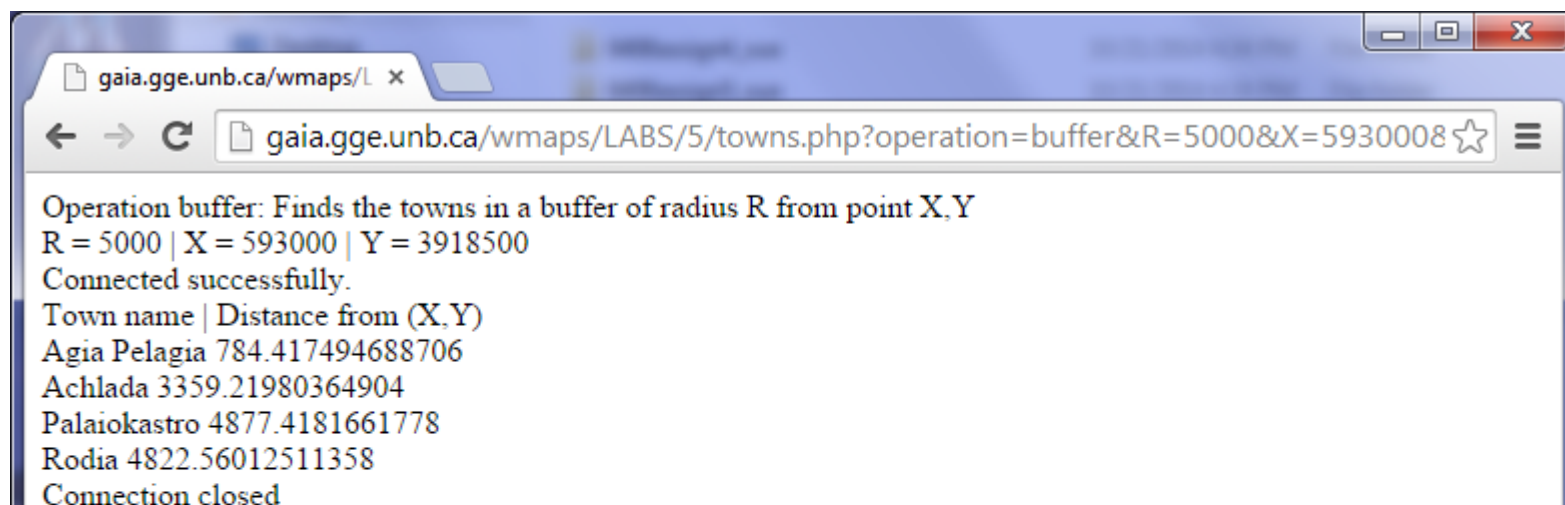 gaia.gge.unb.ca/wmaps/L
gaia.gge.unb.ca/wmaps/LABS/5/towns.php?operation=buffer&R=5000&X=5930008
Operation buffer: Finds the towns in a buffer of radius R from point X,Y
R = 5000 | X = 593000 | Y = 3918500
Connected successfully.
Town name | Distance from (X,Y)
Agia Pelagia 784.417494688706
Achlada 3359.21980364904
Palaiokastro 4877.4181661778
Rodia 4822.56012511358
Connection closed